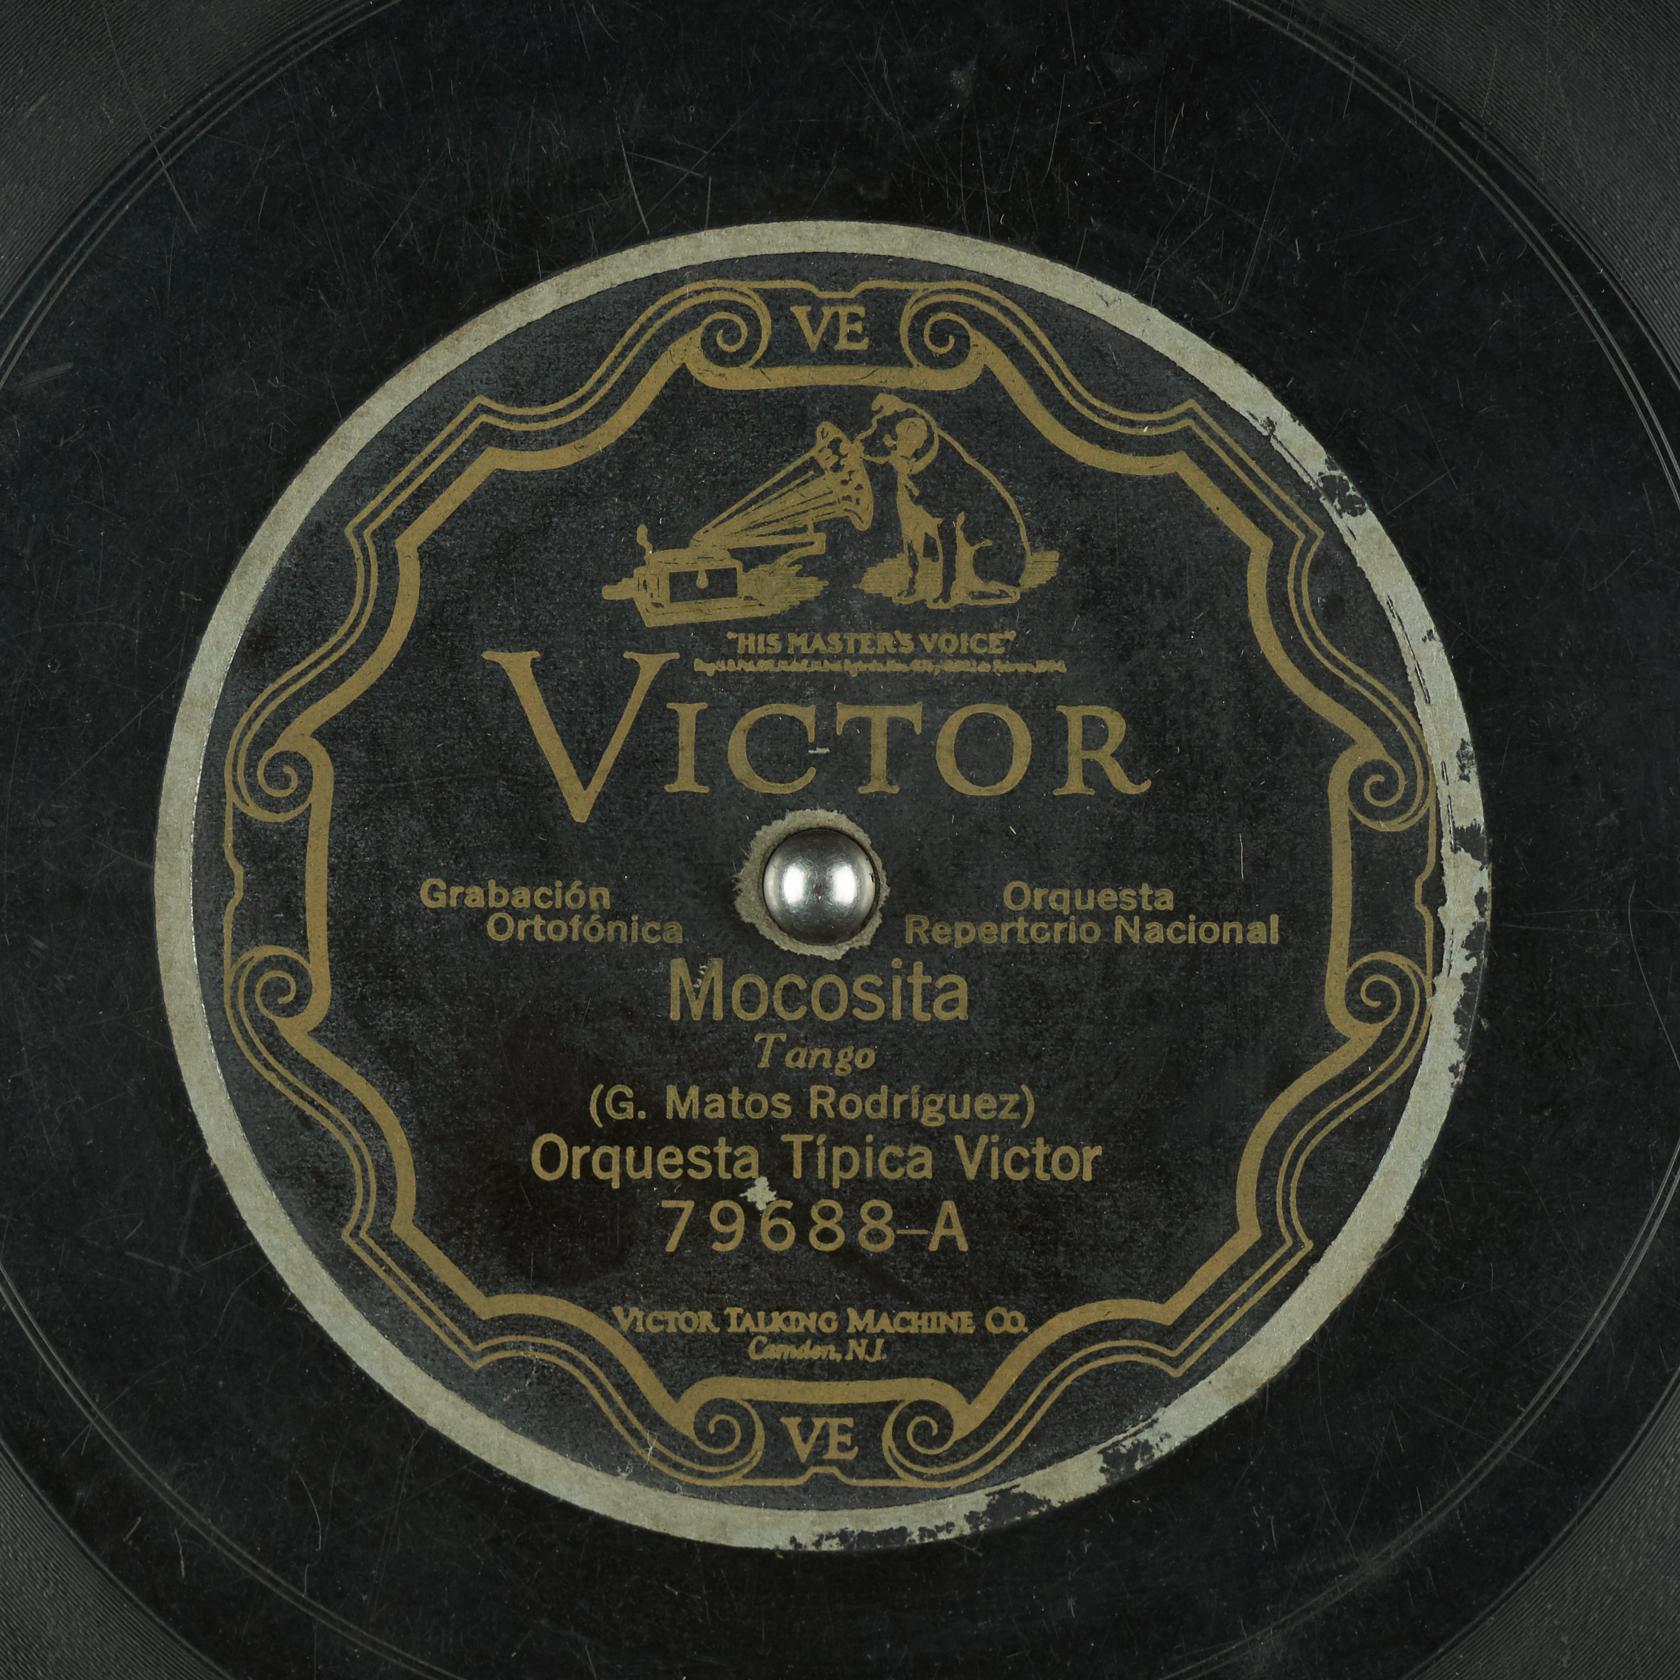 VE
"HIS MASTER'S VOICE"
VICTOR
Grabación
Ortofónica
Orquesta
Repertorio Nacional
Mocosita
Tango
(G. Matos Rodríguez)
Orquesta Típica Victor
79688-A
VICTOR TALKING MACHINE CO.
Camden, N.J.
VE